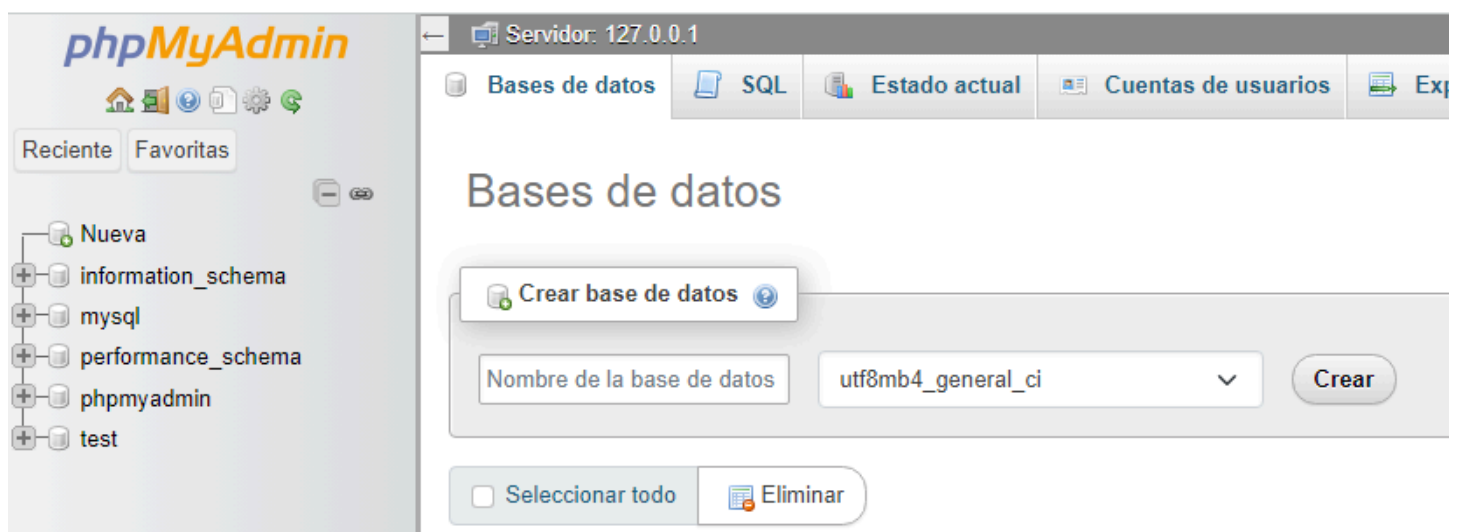 phpMyAdmin
Reciente Favoritas
Nueva
information_schema
mysql
performance_schema
phpmyadmin
test
Servidor: 127.0.0.1
Bases de datos SQL Estado actual Cuentas de usuarios Exp
Bases de datos
Crear base de datos
Nombre de la base de datos utf8mb4_general_ci Crear
Seleccionar todo Eliminar